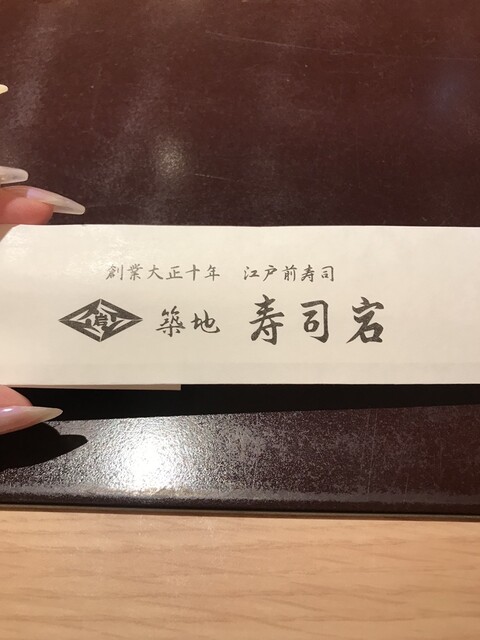 創業大正十年 江戸前寿司
築地 寿司岩